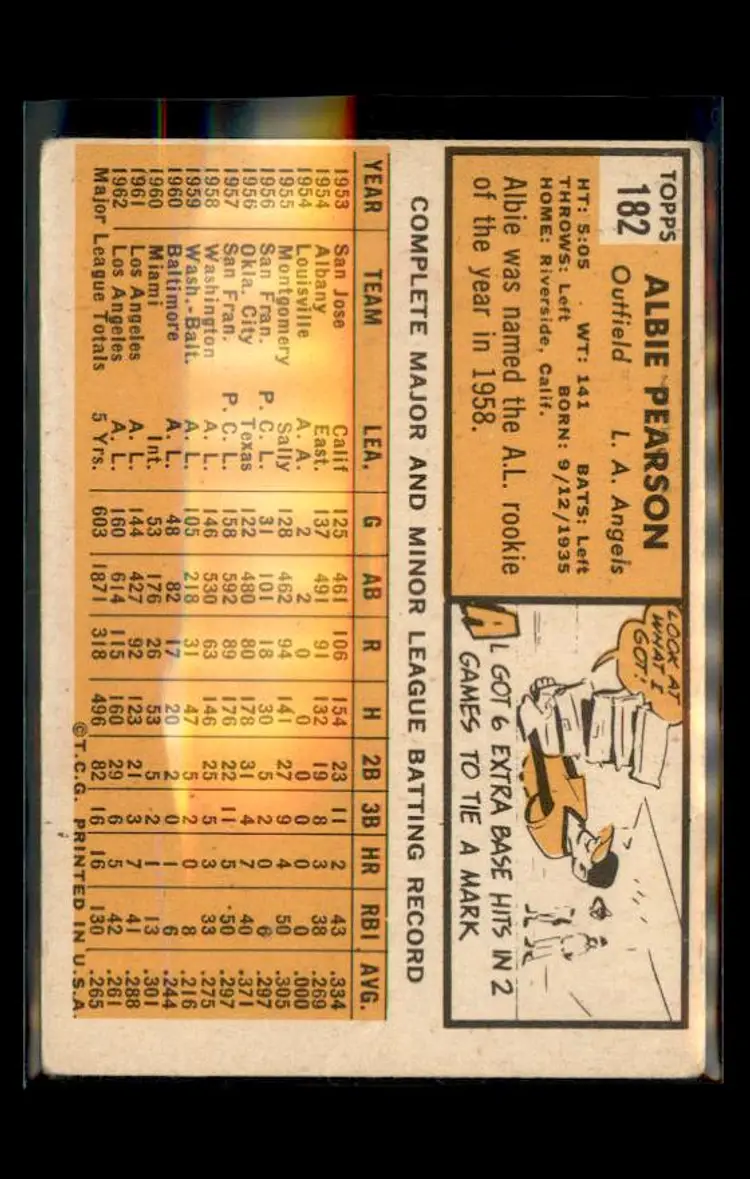 TOPPS
182
ALBIE PEARSON
Outfield L. A. Angels
HT: 5:05 WT: 141 BATS: Left
THROWS: Left BORN: 9/12/1935
HOME: Riverside, Calif.
Albie was named the A.L. rookie
of the year in 1958.
LOOK AT
WHAT I
GOT!
AL GOT 6 EXTRA BASE HITS IN 2
GAMES TO TIE A MARK
COMPLETE MAJOR AND MINOR LEAGUE BATTING RECORD
YEAR TEAM LEA. G AB R H 2B 3B HR RBI AVG.
1953 San Jose Calif 125 461 106 154 23 11 2 43 .334
1954 Albany East. 137 491 91 132 19 8 3 38 .269
1954 Louisville A. A. 2 2 0 0 0 0 0 0 .000
1955 Montgomery Sally 128 462 94 141 27 9 4 50 .305
1956 San Fran. P. C. L. 31 101 18 30 5 2 0 6 .297
1956 Okla. City Texas 122 480 80 178 31 4 7 40 .371
1957 San Fran. P. C. L. 158 592 89 176 22 11 5 50 .297
1958 Washington A. L. 146 530 63 146 25 5 3 33 .275
1959 Wash.-Balt. A. L. 105 218 31 47 5 2 0 8 .216
1960 Baltimore A. L. 48 82 17 20 2 0 1 6 .244
1960 Miami Int. 53 176 26 53 5 2 1 13 .301
1961 Los Angeles A. L. 144 427 92 123 21 3 7 41 .288
1962 Los Angeles A. L. 160 614 115 160 29 6 5 42 .261
Major League Totals 5 Yrs. 603 1871 318 496 82 16 16 130 .265
©T.C.G. PRINTED IN U.S.A.